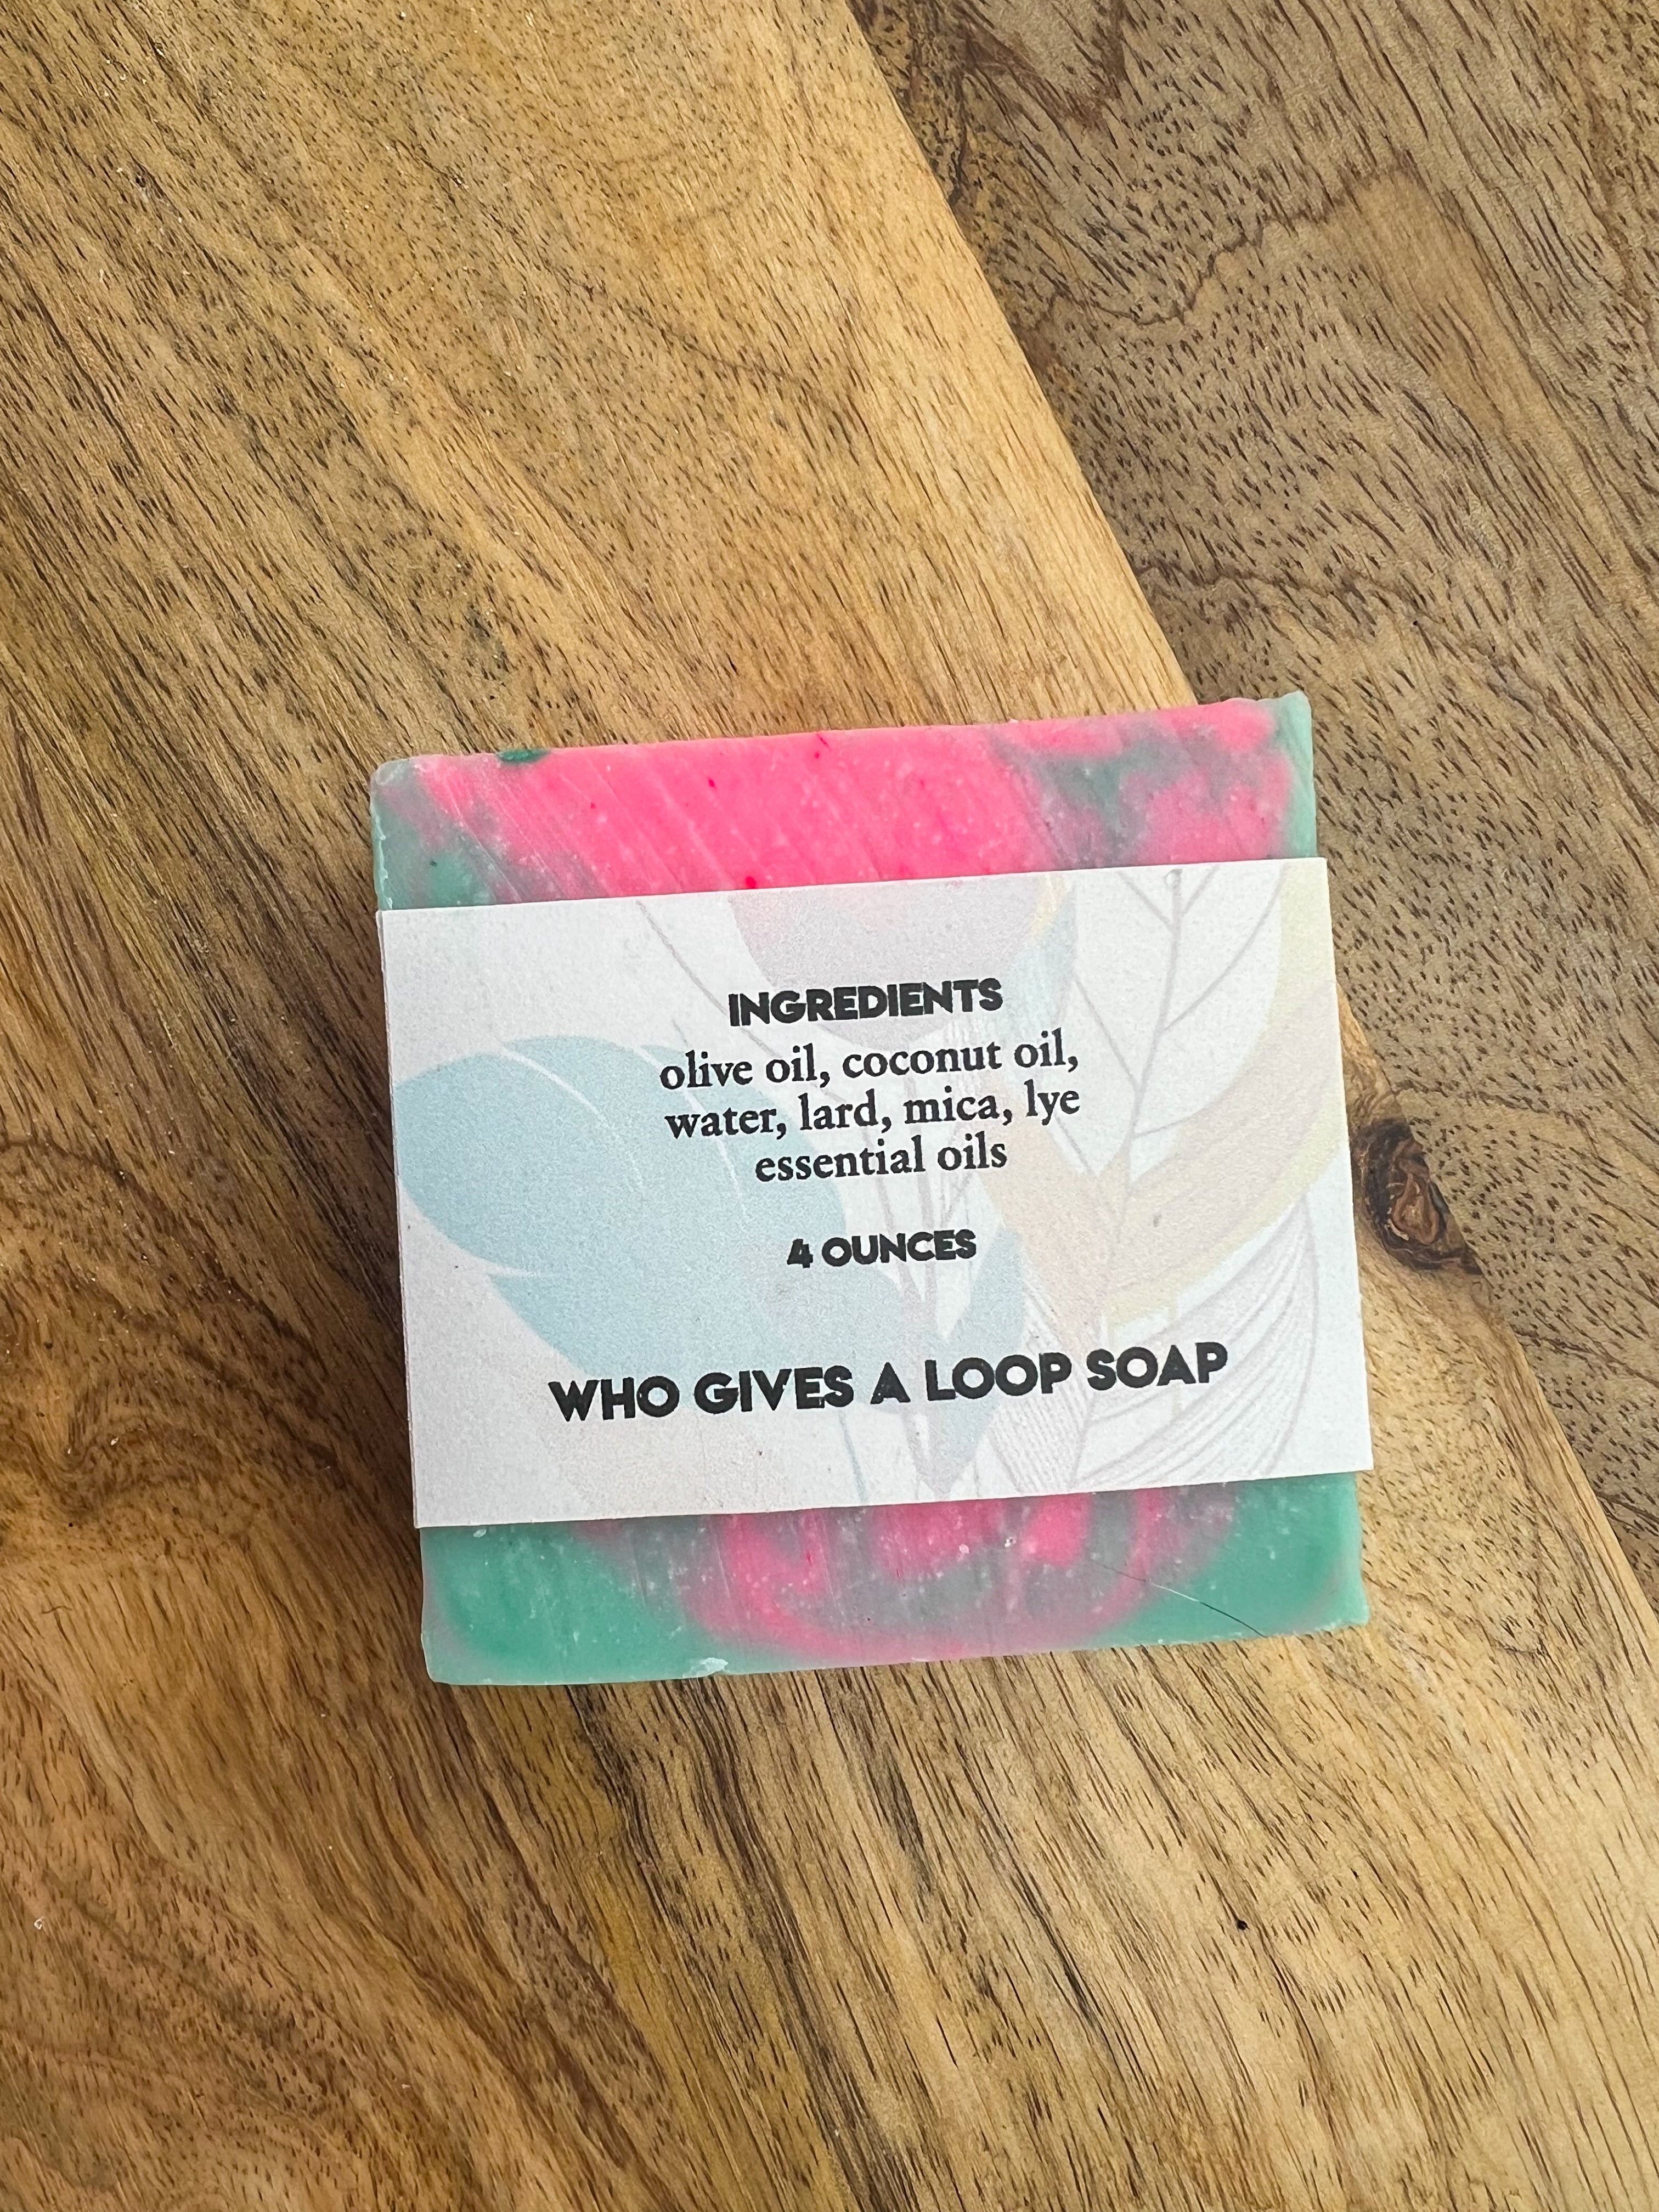 INGREDIENTS
olive oil, coconut oil,
water, lard, mica, lye
essential oils
4 OUNCES
WHO GIVES A LOOP SOAP